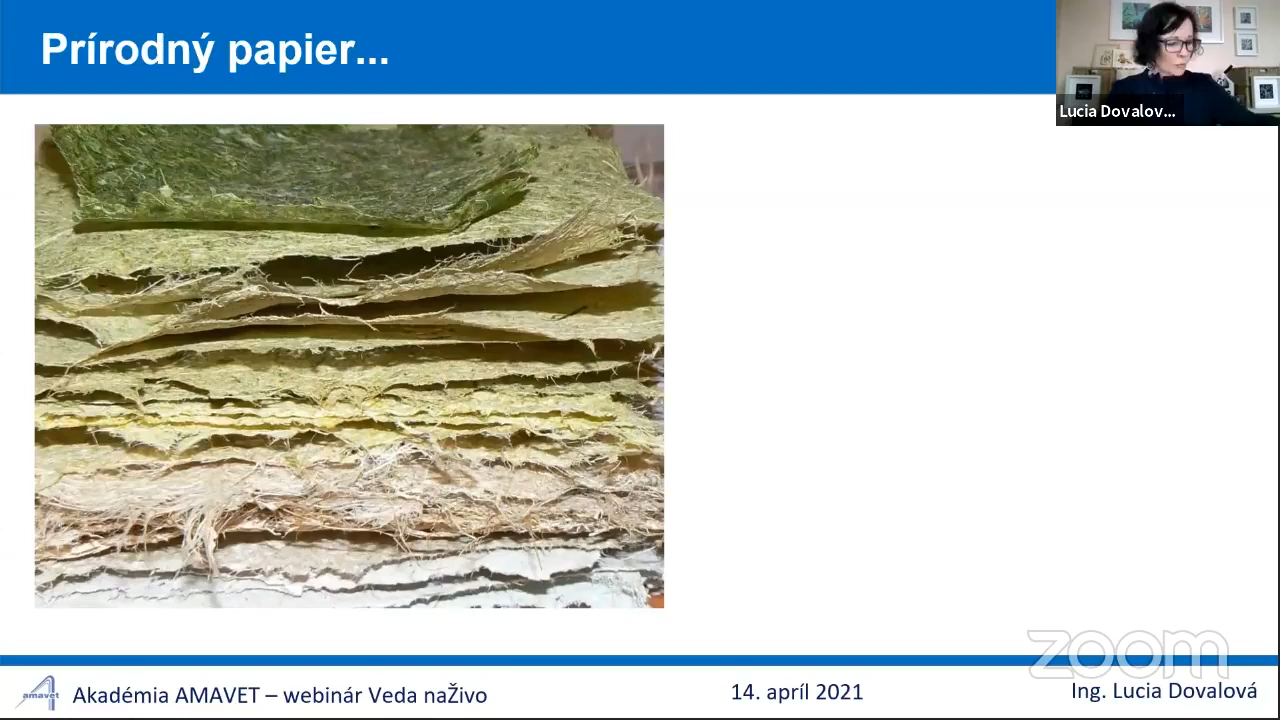 Prírodný papier...
Lucia Dovalov...
zoom
amavet
Akadémia AMAVET – webinár Veda naŽivo
14. apríl 2021
Ing. Lucia Dovalová